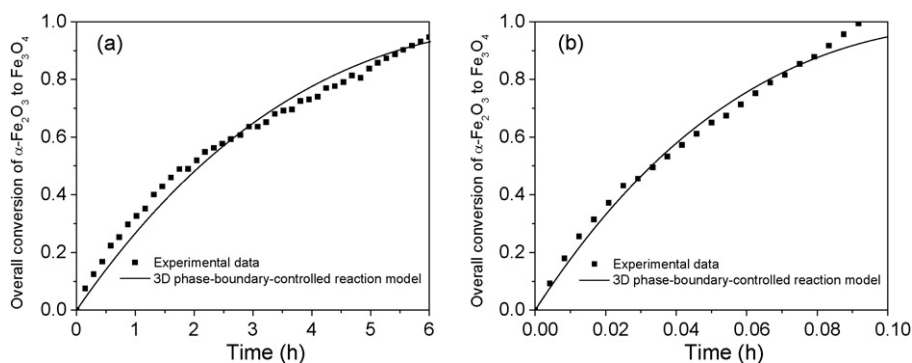 (a)
Overall conversion of α-Fe₂O₃ to Fe₃O₄
1.0
0.8
0.6
0.4
0.2
0.0
Experimental data
3D phase-boundary-controlled reaction model
0 1 2 3 4 5 6
Time (h)
(b)
Overall conversion of α-Fe₂O₃ to Fe₃O₄
1.0
0.8
0.6
0.4
0.2
0.0
Experimental data
3D phase-boundary-controlled reaction model
0.00 0.02 0.04 0.06 0.08 0.10
Time (h)